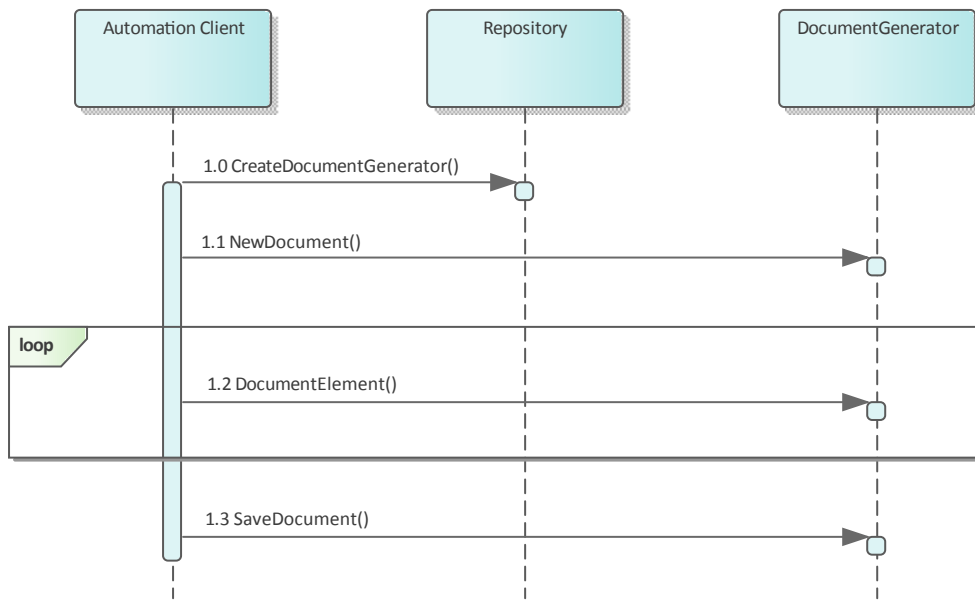 Automation Client
Repository
DocumentGenerator
1.0 CreateDocumentGenerator()
1.1 NewDocument()
loop
1.2 DocumentElement()
1.3 SaveDocument()